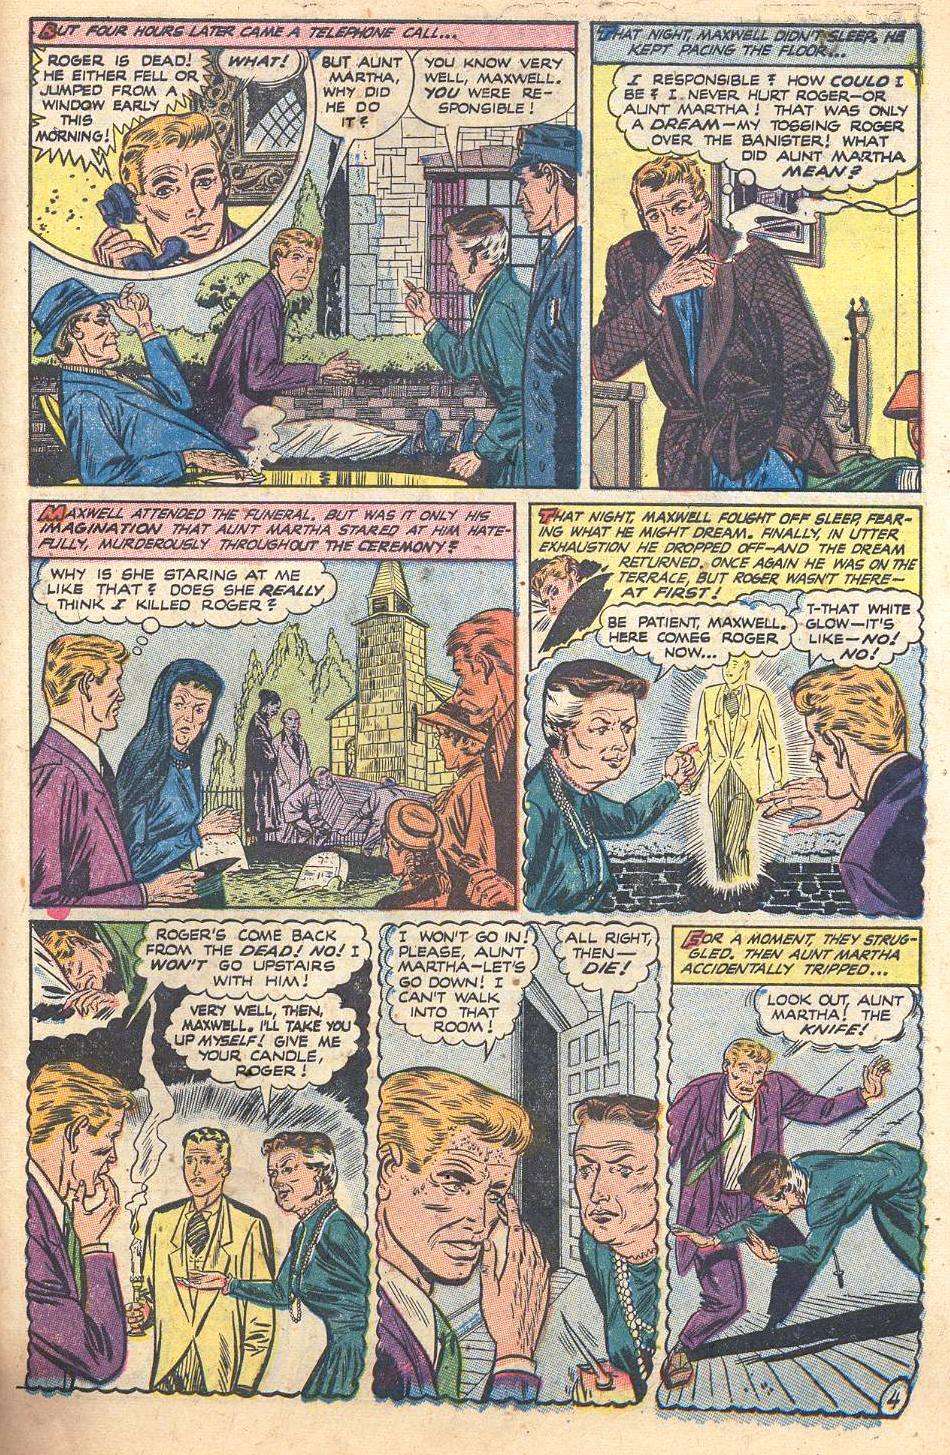 BUT FOUR HOURS LATER CAME A TELEPHONE CALL...
ROGER IS DEAD!
HE EITHER FELL OR
JUMPED FROM A
WINDOW EARLY
THIS
MORNING!
WHAT!
BUT AUNT
MARTHA,
WHY DID
HE DO
IT?
YOU KNOW VERY
WELL, MAXWELL.
YOU WERE RE-
SPONSIBLE!
THAT NIGHT, MAXWELL DIDN'T SLEEP. HE
KEPT PACING THE FLOOR...
I RESPONSIBLE? HOW COULD I
BE? I NEVER HURT ROGER—OR
AUNT MARTHA! THAT WAS ONLY
A DREAM—MY TOSSING ROGER
OVER THE BANISTER! WHAT
DID AUNT MARTHA
MEAN?
MAXWELL ATTENDED THE FUNERAL, BUT WAS IT ONLY HIS
IMAGINATION THAT AUNT MARTHA STARED AT HIM HATE-
FULLY, MURDEROUSLY THROUGHOUT THE CEREMONY?
WHY IS SHE STARING AT ME
LIKE THAT? DOES SHE REALLY
THINK I KILLED ROGER?
THAT NIGHT, MAXWELL FOUGHT OFF SLEEP, FEAR-
ING WHAT HE MIGHT DREAM. FINALLY, IN UTTER
EXHAUSTION HE DROPPED OFF—AND THE DREAM
RETURNED. ONCE AGAIN HE WAS ON THE
TERRACE, BUT ROGER WASN'T THERE—
AT FIRST!
BE PATIENT, MAXWELL.
HERE COMES ROGER
NOW...
T-THAT WHITE
GLOW—IT'S
LIKE—NO!
NO!
ROGER'S COME BACK
FROM THE DEAD! NO! I
WON'T GO UPSTAIRS
WITH HIM!
VERY WELL, THEN,
MAXWELL. I'LL TAKE YOU
UP MYSELF! GIVE ME
YOUR CANDLE,
ROGER!
I WON'T GO IN!
PLEASE, AUNT
MARTHA—LET'S
GO DOWN! I
CAN'T WALK
INTO THAT
ROOM!
ALL RIGHT,
THEN—
DIE!
FOR A MOMENT, THEY STRUG-
GLED. THEN AUNT MARTHA
ACCIDENTALLY TRIPPED...
LOOK OUT, AUNT
MARTHA! THE
KNIFE!
4